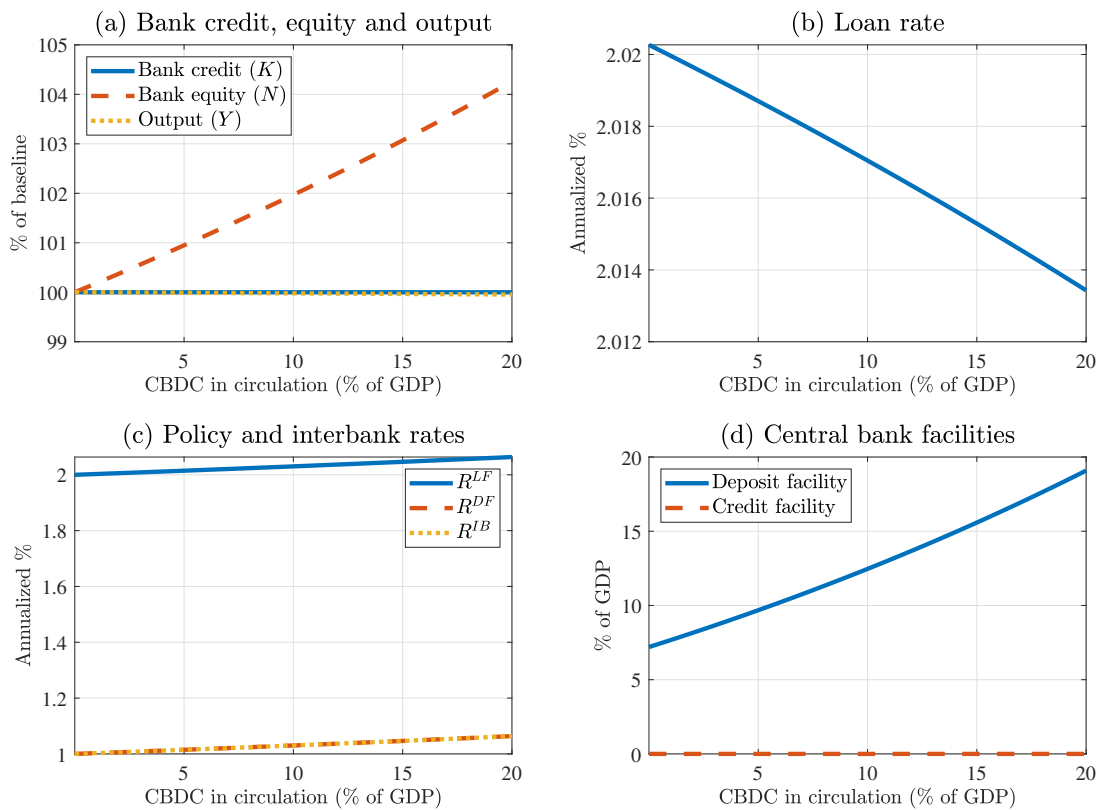 (a) Bank credit, equity and output
105
104
103
102
101
100
99
% of baseline
Bank credit (K)
Bank equity (N)
Output (Y)
5
10
15
20
CBDC in circulation (% of GDP)
(b) Loan rate
2.02
2.018
2.016
2.014
2.012
Annualized %
5
10
15
20
CBDC in circulation (% of GDP)
(c) Policy and interbank rates
2
1.8
1.6
1.4
1.2
1
Annualized %
R^{LF}
R^{DF}
R^{IB}
5
10
15
20
CBDC in circulation (% of GDP)
(d) Central bank facilities
20
15
10
5
0
% of GDP
Deposit facility
Credit facility
5
10
15
20
CBDC in circulation (% of GDP)